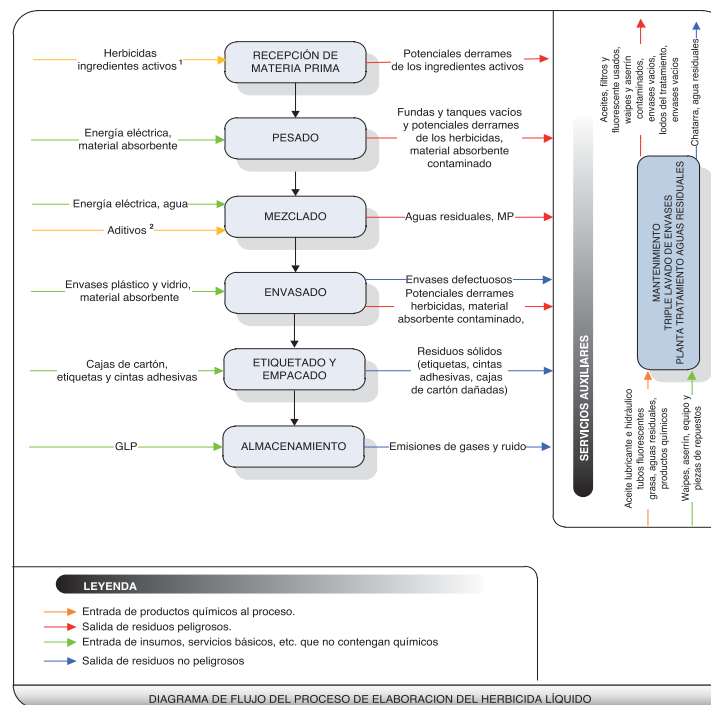 Herbicidas
ingredientes activos 1
RECEPCIÓN DE
MATERIA PRIMA
Potenciales derrames
de los ingredientes activos
Energía eléctrica,
material absorbente
PESADO
Fundas y tanques vacíos
y potenciales derrames
de los herbicidas,
material absorbente
contaminado
Energía eléctrica, agua
Aditivos 2
MEZCLADO
Aguas residuales, MP
Envases plástico y vidrio,
material absorbente
ENVASADO
Envases defectuosos
Potenciales derrames
herbicidas, material
absorbente contaminado,
Cajas de cartón,
etiquetas y cintas adhesivas
ETIQUETADO Y
EMPACADO
Residuos sólidos
(etiquetas, cintas
adhesivas, cajas
de cartón dañadas)
GLP
ALMACENAMIENTO
Emisiones de gases y ruido
SERVICIOS AUXILIARES
Aceites, filtros y
fluorescente usados,
waipes y aserrín
contaminados,
envases vacios,
lodos del tratamiento,
envases vacíos
Chatarra, agua residuales
MANTENIMIENTO
TRIPLE LAVADO DE ENVASES
PLANTA TRATAMIENTO AGUAS RESIDUALES
Aceite lubricante e hidráulico
tubos fluorescentes
grasa, aguas residuales,
productos químicos
Waipes, aserrín, equipo y
piezas de repuestos
LEYENDA
Entrada de productos químicos al proceso.
Salida de residuos peligrosos.
Entrada de insumos, servicios básicos, etc. que no contengan químicos
Salida de residuos no peligrosos
DIAGRAMA DE FLUJO DEL PROCESO DE ELABORACION DEL HERBICIDA LÍQUIDO